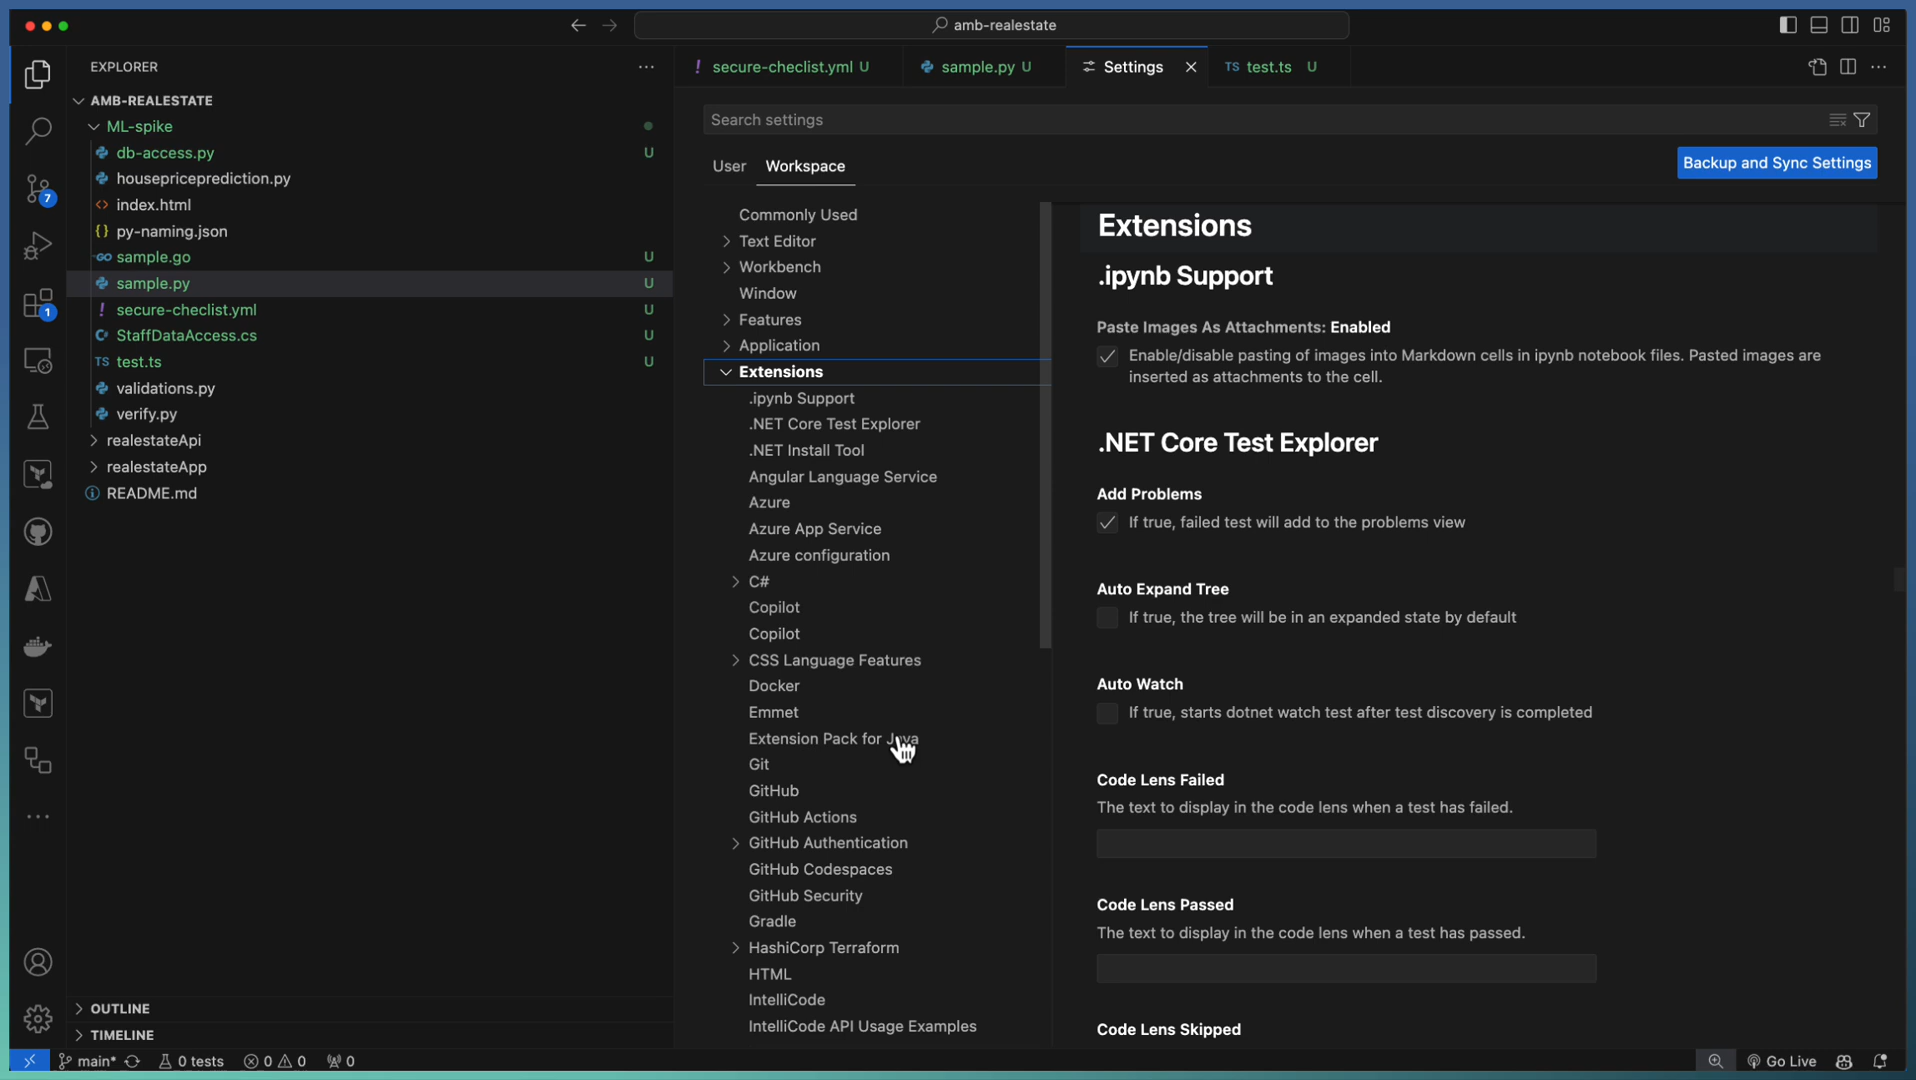 amb-realestate
EXPLORER
AMB-REALESTATE
ML-spike
db-access.py U
housepriceprediction.py
index.html
{} py-naming.json
GO sample.go U
sample.py U
! secure-checlist.yml U
C# StaffDataAccess.cs U
TS test.ts U
validations.py
verify.py
realestateApi
realestateApp
README.md
OUTLINE
TIMELINE
7
1
! secure-checlist.yml U
sample.py U
Settings
TS test.ts U
Search settings
User
Workspace
Backup and Sync Settings
Commonly Used
Text Editor
Workbench
Window
Features
Application
Extensions
.ipynb Support
.NET Core Test Explorer
.NET Install Tool
Angular Language Service
Azure
Azure App Service
Azure configuration
C#
Copilot
Copilot
CSS Language Features
Docker
Emmet
Extension Pack for Java
Git
GitHub
GitHub Actions
GitHub Authentication
GitHub Codespaces
GitHub Security
Gradle
HashiCorp Terraform
HTML
IntelliCode
IntelliCode API Usage Examples
Extensions
.ipynb Support
Paste Images As Attachments: Enabled
Enable/disable pasting of images into Markdown cells in ipynb notebook files. Pasted images are
inserted as attachments to the cell.
.NET Core Test Explorer
Add Problems
If true, failed test will add to the problems view
Auto Expand Tree
If true, the tree will be in an expanded state by default
Auto Watch
If true, starts dotnet watch test after test discovery is completed
Code Lens Failed
The text to display in the code lens when a test has failed.
Code Lens Passed
The text to display in the code lens when a test has passed.
Code Lens Skipped
main* 0 tests 0 0 0
Go Live